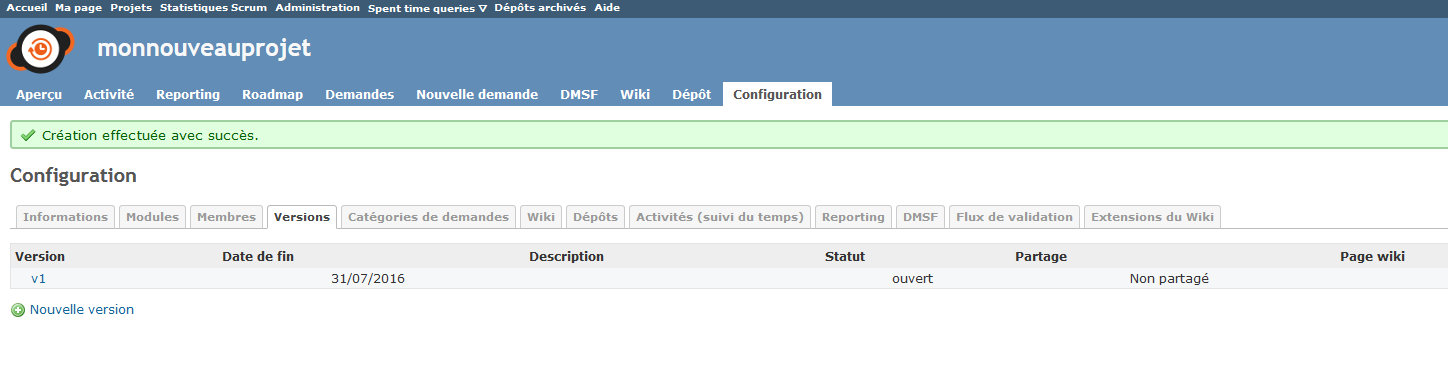 Accueil Ma page Projets Statistiques Scrum Administration Spent time queries ▽ Dépôts archivés Aide
monnouveauprojet
Aperçu Activité Reporting Roadmap Demandes Nouvelle demande DMSF Wiki Dépôt Configuration
Création effectuée avec succès.
Configuration
Informations Modules Membres Versions Catégories de demandes Wiki Dépôts Activités (suivi du temps) Reporting DMSF Flux de validation Extensions du Wiki
Version Date de fin Description Statut Partage Page wiki
v1 31/07/2016 ouvert Non partagé
Nouvelle version